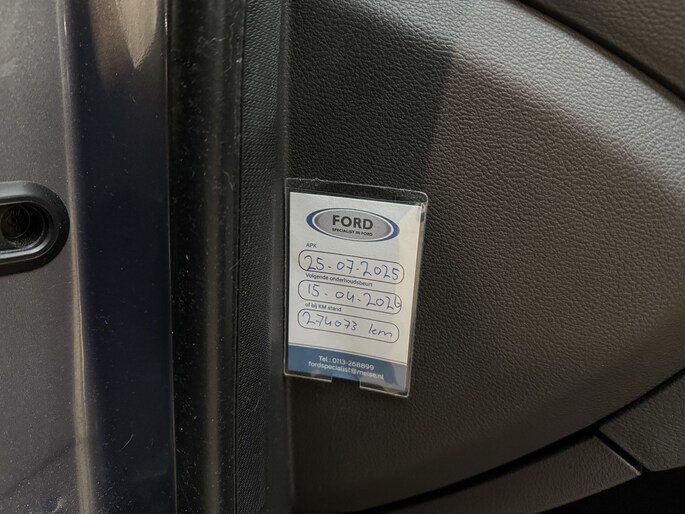 FORD
SPECIALIST IN FORD
APK
25-07-2025
Volgende onderhoudsbeurt
15-04-2026
of bij KM stand
274073 km
Tel : 0113-268899